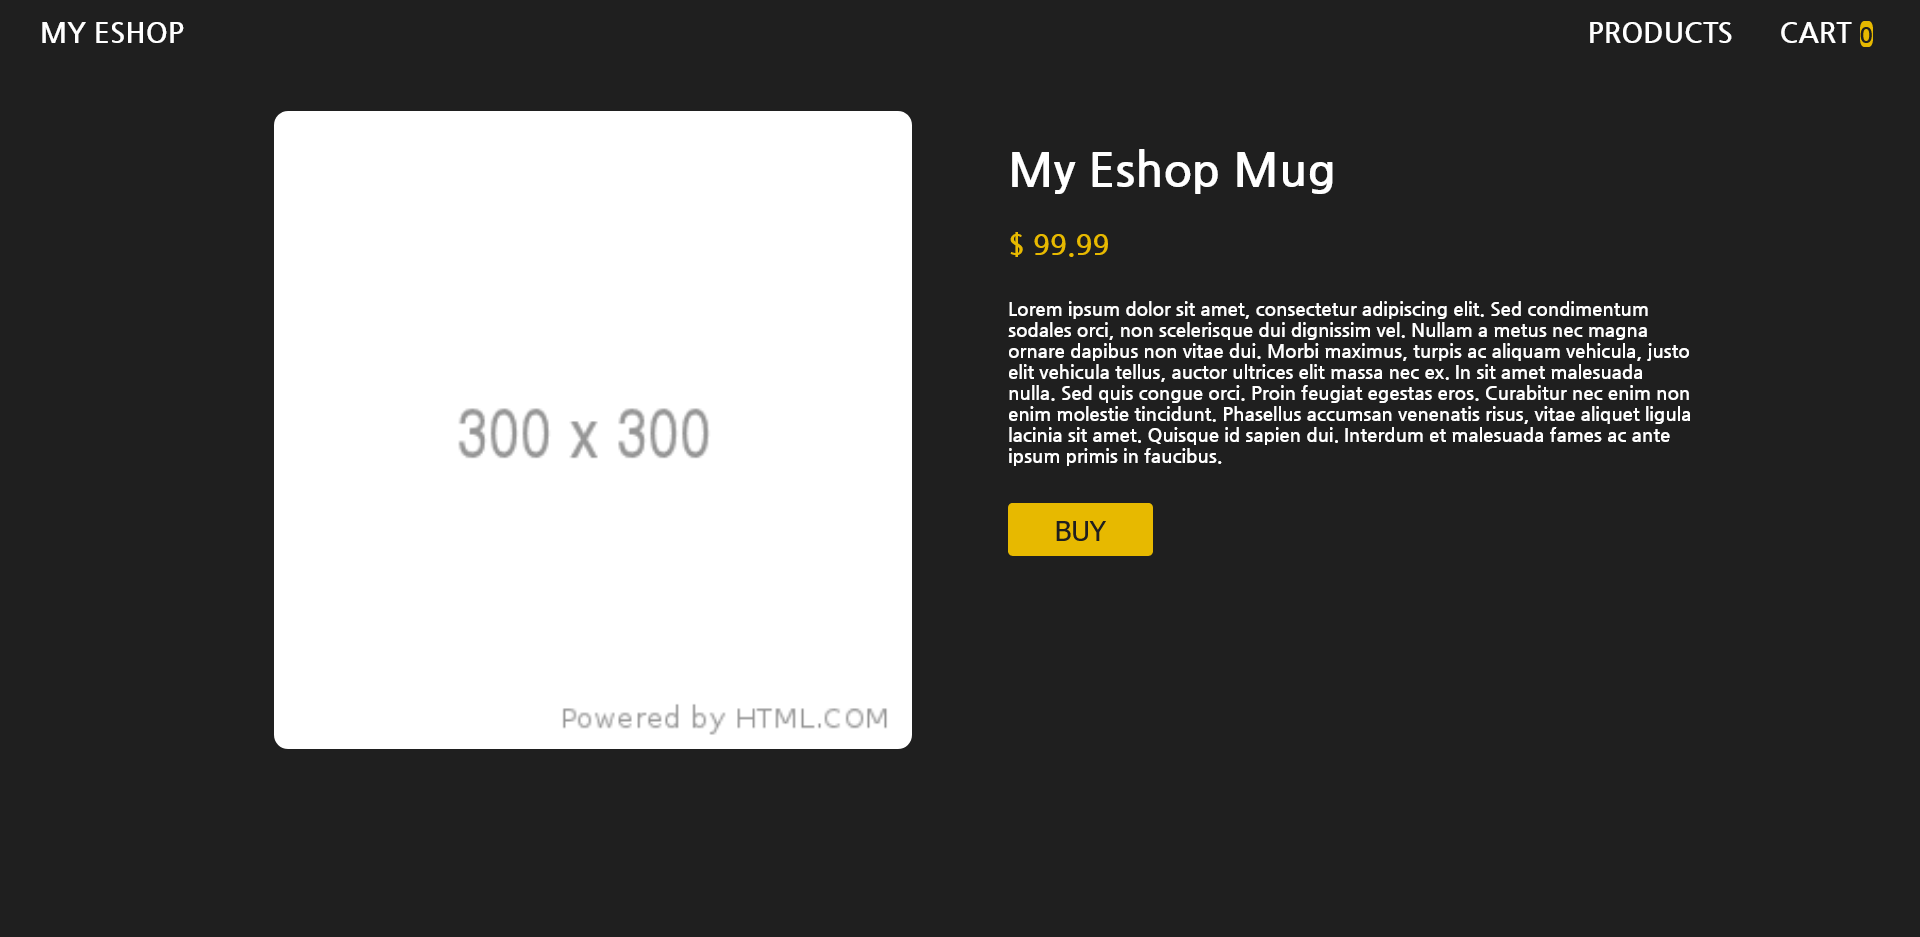 MY ESHOP
PRODUCTS
CART 0
300 x 300
Powered by HTML.COM
My Eshop Mug
$ 99.99
Lorem ipsum dolor sit amet, consectetur adipiscing elit. Sed condimentum
sodales orci, non scelerisque dui dignissim vel. Nullam a metus nec magna
ornare dapibus non vitae dui. Morbi maximus, turpis ac aliquam vehicula, justo
elit vehicula tellus, auctor ultrices elit massa nec ex. In sit amet malesuada
nulla. Sed quis congue orci. Proin feugiat egestas eros. Curabitur nec enim non
enim molestie tincidunt. Phasellus accumsan venenatis risus, vitae aliquet ligula
lacinia sit amet. Quisque id sapien dui. Interdum et malesuada fames ac ante
ipsum primis in faucibus.
BUY